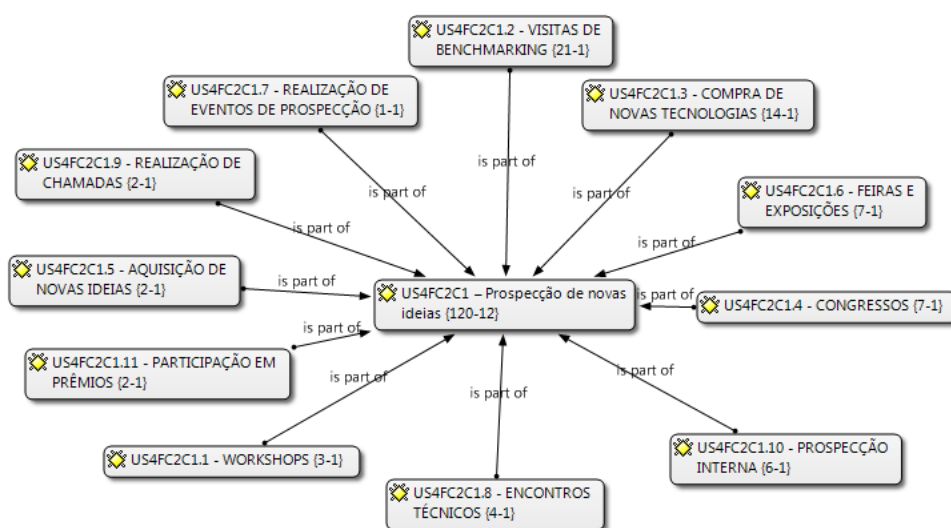 US4FC2C1.2 - VISITAS DE
BENCHMARKING {21-1}
US4FC2C1.7 - REALIZAÇÃO DE
EVENTOS DE PROSPECÇÃO {1-1}
US4FC2C1.3 - COMPRA DE
NOVAS TECNOLOGIAS {14-1}
is part of
US4FC2C1.9 - REALIZAÇÃO DE
CHAMADAS {2-1}
is part of
is part of
US4FC2C1.6 - FEIRAS E
EXPOSIÇÕES {7-1}
is part of
is part of
US4FC2C1.5 - AQUISIÇÃO DE
NOVAS IDEIAS {2-1}
is part of
US4FC2C1 – Prospecção de novas
ideias {120-12}
is part of
US4FC2C1.4 - CONGRESSOS {7-1}
is part of
US4FC2C1.11 - PARTICIPAÇÃO EM
PRÊMIOS {2-1}
is part of
is part of
is part of
US4FC2C1.1 - WORKSHOPS {3-1}
US4FC2C1.10 - PROSPECÇÃO
INTERNA {6-1}
US4FC2C1.8 - ENCONTROS
TÉCNICOS {4-1}